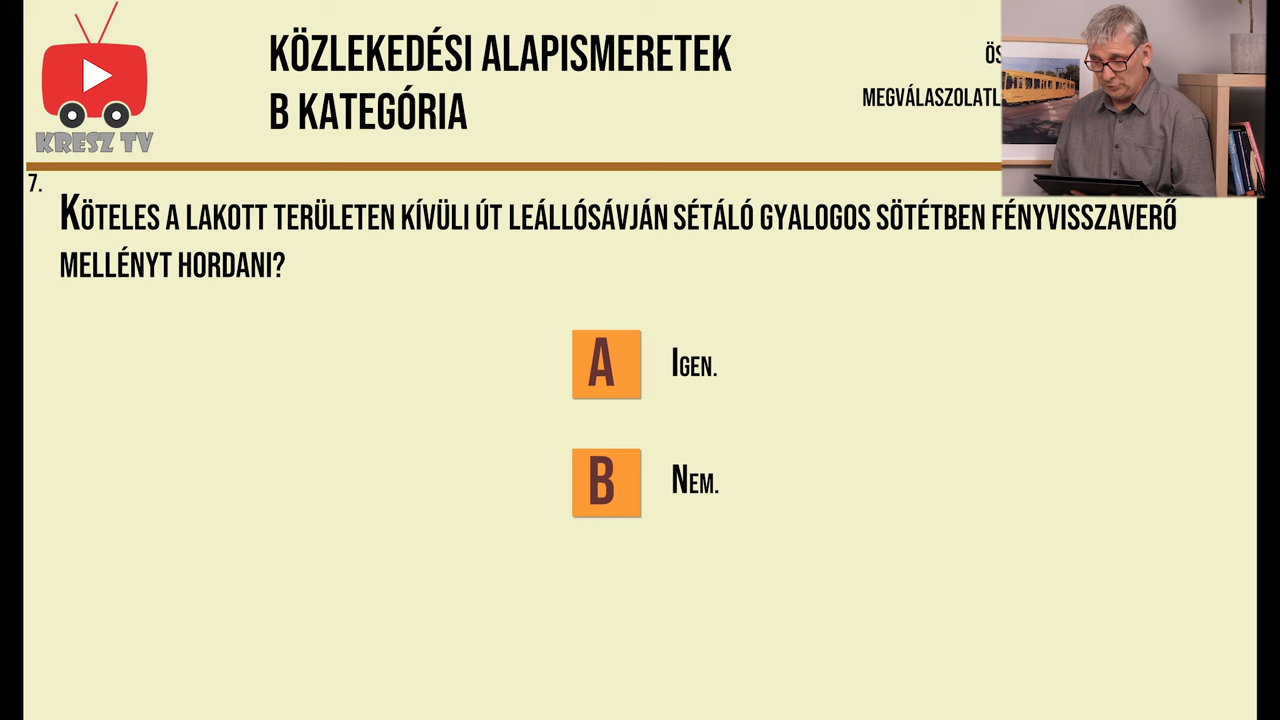 KRESZ TV
KÖZLEKEDÉSI ALAPISMERETEK
B KATEGÓRIA
7.
KÖTELES A LAKOTT TERÜLETEN KÍVÜLI ÚT LEÁLLÓSÁVJÁN SÉTÁLÓ GYALOGOS SÖTÉTBEN FÉNYVISSZAVERŐ
MELLÉNYT HORDANI?
A IGEN.
B NEM.